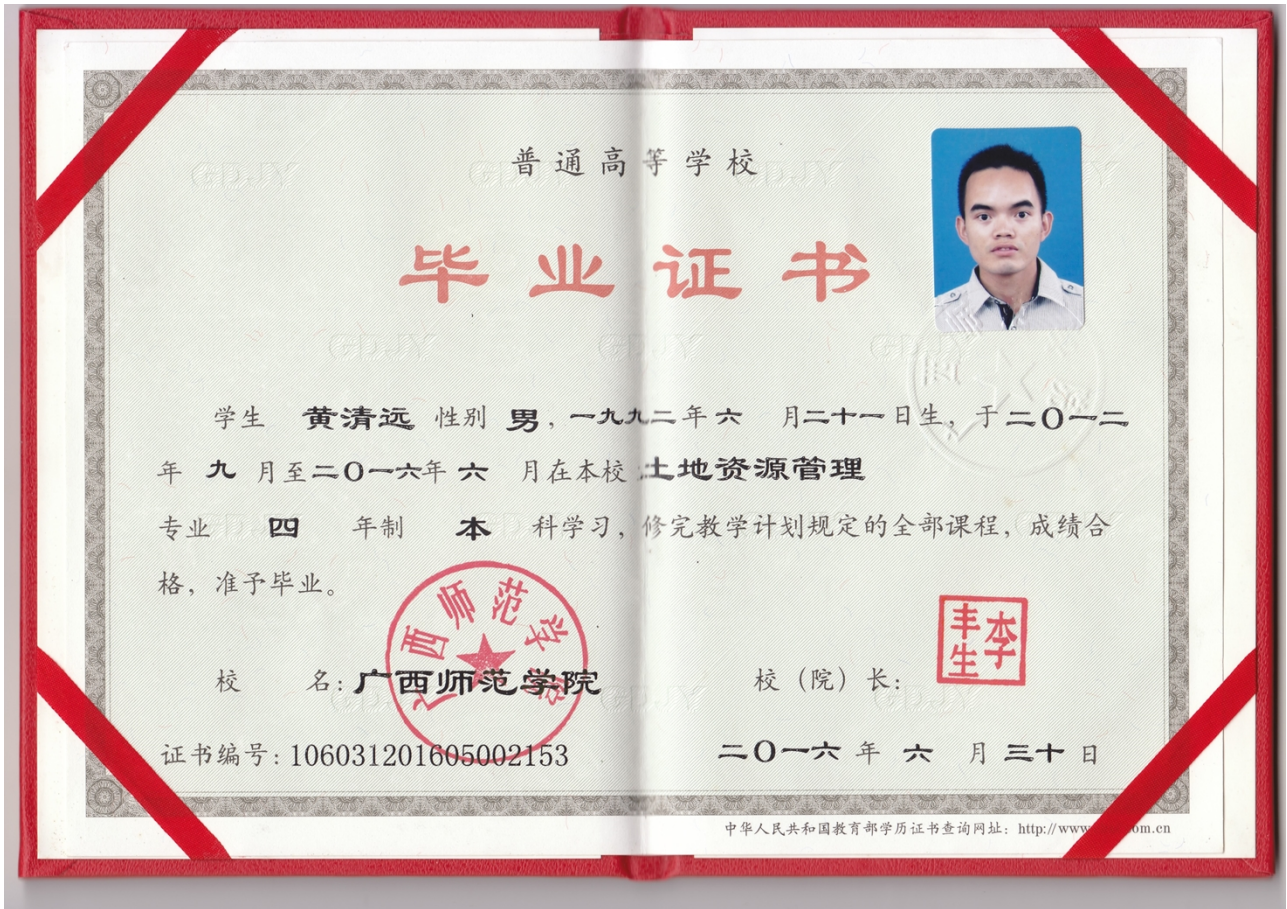 普通高等学校
毕业证书
学生 黄清远 性别 男，一九九二年六 月二十一日生，于二〇一二
年 九 月至二〇一六年 六 月在本校 土地资源管理
专业 四 年制 本 科学习，修完教学计划规定的全部课程，成绩合
格，准予毕业。
广西师范学院
李丰生
校 名：广西师范学院 校（院）长：
证书编号：106031201605002153 二〇一六 年 六 月 三十 日
中华人民共和国教育部学历证书查询网址：http://www com.cn
GDJY